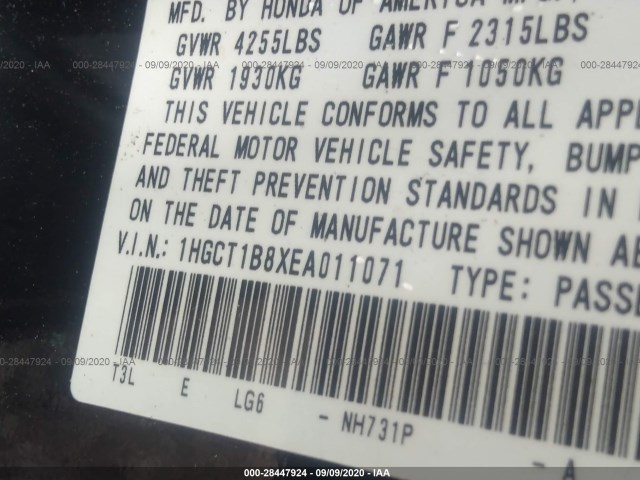 MFD. BY HONDA OF AMERICA
GVWR 4255LBS GAWR F 2315LBS
GVWR 1930KG GAWR F 1050KG
THIS VEHICLE CONFORMS TO ALL APPL
FEDERAL MOTOR VEHICLE SAFETY, BUMP
AND THEFT PREVENTION STANDARDS IN
ON THE DATE OF MANUFACTURE SHOWN AB
V.I.N.: 1HGCT1B8XEA011071 TYPE: PASSE
T3L E LG6 - NH731P - A
000-28447924 - 09/09/2020 - IAA